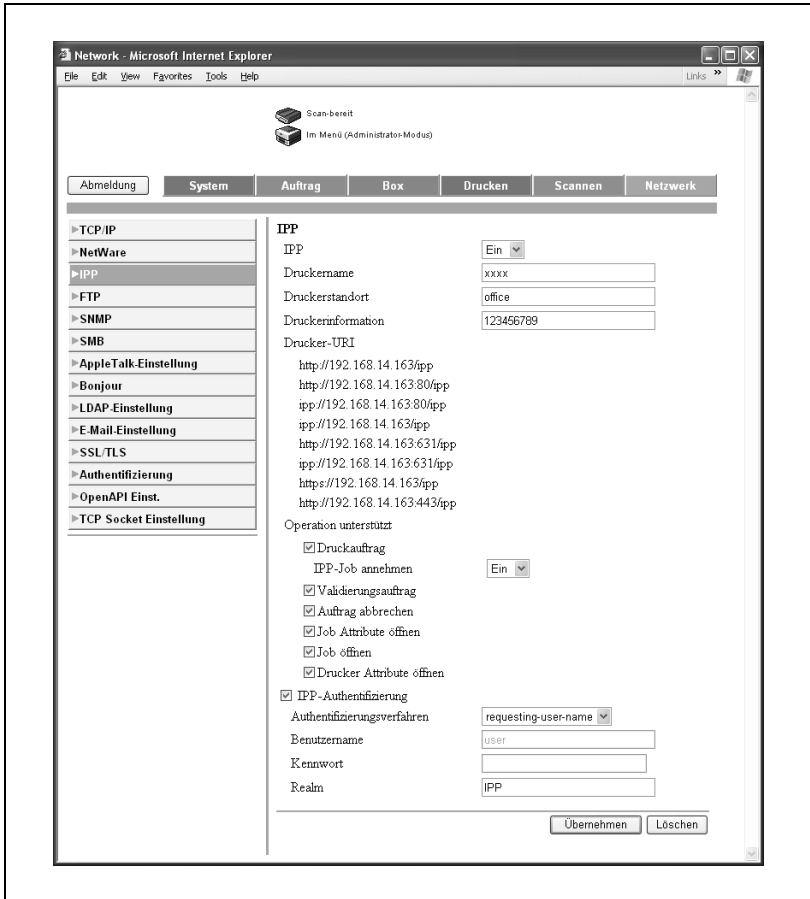 Network - Microsoft Internet Explorer
File Edit View Favorites Tools Help Links »
Scan-bereit
Im Menü (Administrator-Modus)
Abmeldung System Auftrag Box Drucken Scannen Netzwerk
TCP/IP
NetWare
IPP
FTP
SNMP
SMB
AppleTalk-Einstellung
Bonjour
LDAP-Einstellung
E-Mail-Einstellung
SSL/TLS
Authentifizierung
OpenAPI Einst.
TCP Socket Einstellung
IPP
IPP Ein
Druckername xxxx
Druckerstandort office
Druckerinformation 123456789
Drucker-URI
http://192.168.14.163/ipp
http://192.168.14.163:80/ipp
ipp://192.168.14.163:80/ipp
ipp://192.168.14.163/ipp
http://192.168.14.163:631/ipp
ipp://192.168.14.163:631/ipp
https://192.168.14.163/ipp
http://192.168.14.163:443/ipp
Operation unterstützt
Druckauftrag
IPP-Job annehmen Ein
Validierungsauftrag
Auftrag abbrechen
Job Attribute öffnen
Job öffnen
Drucker Attribute öffnen
IPP-Authentifizierung
Authentifizierungsverfahren requesting-user-name
Benutzername user
Kennwort
Realm IPP
Übernehmen Löschen